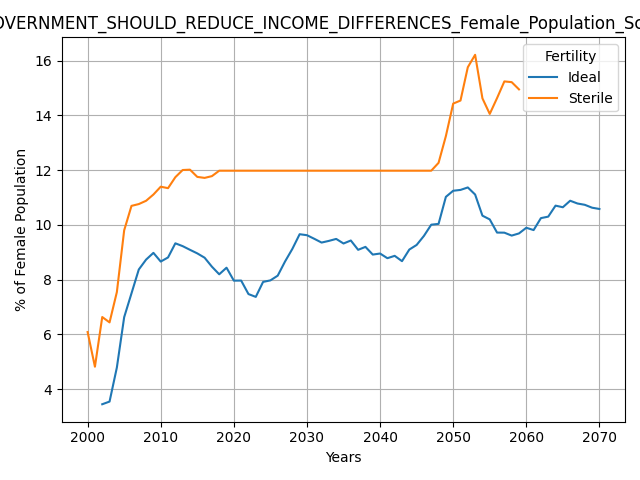 OVERNMENT_SHOULD_REDUCE_INCOME_DIFFERENCES_Female_Population_So
Fertility
Ideal
Sterile
% of Female Population
16
14
12
10
8
6
4
2000 2010 2020 2030 2040 2050 2060 2070
Years